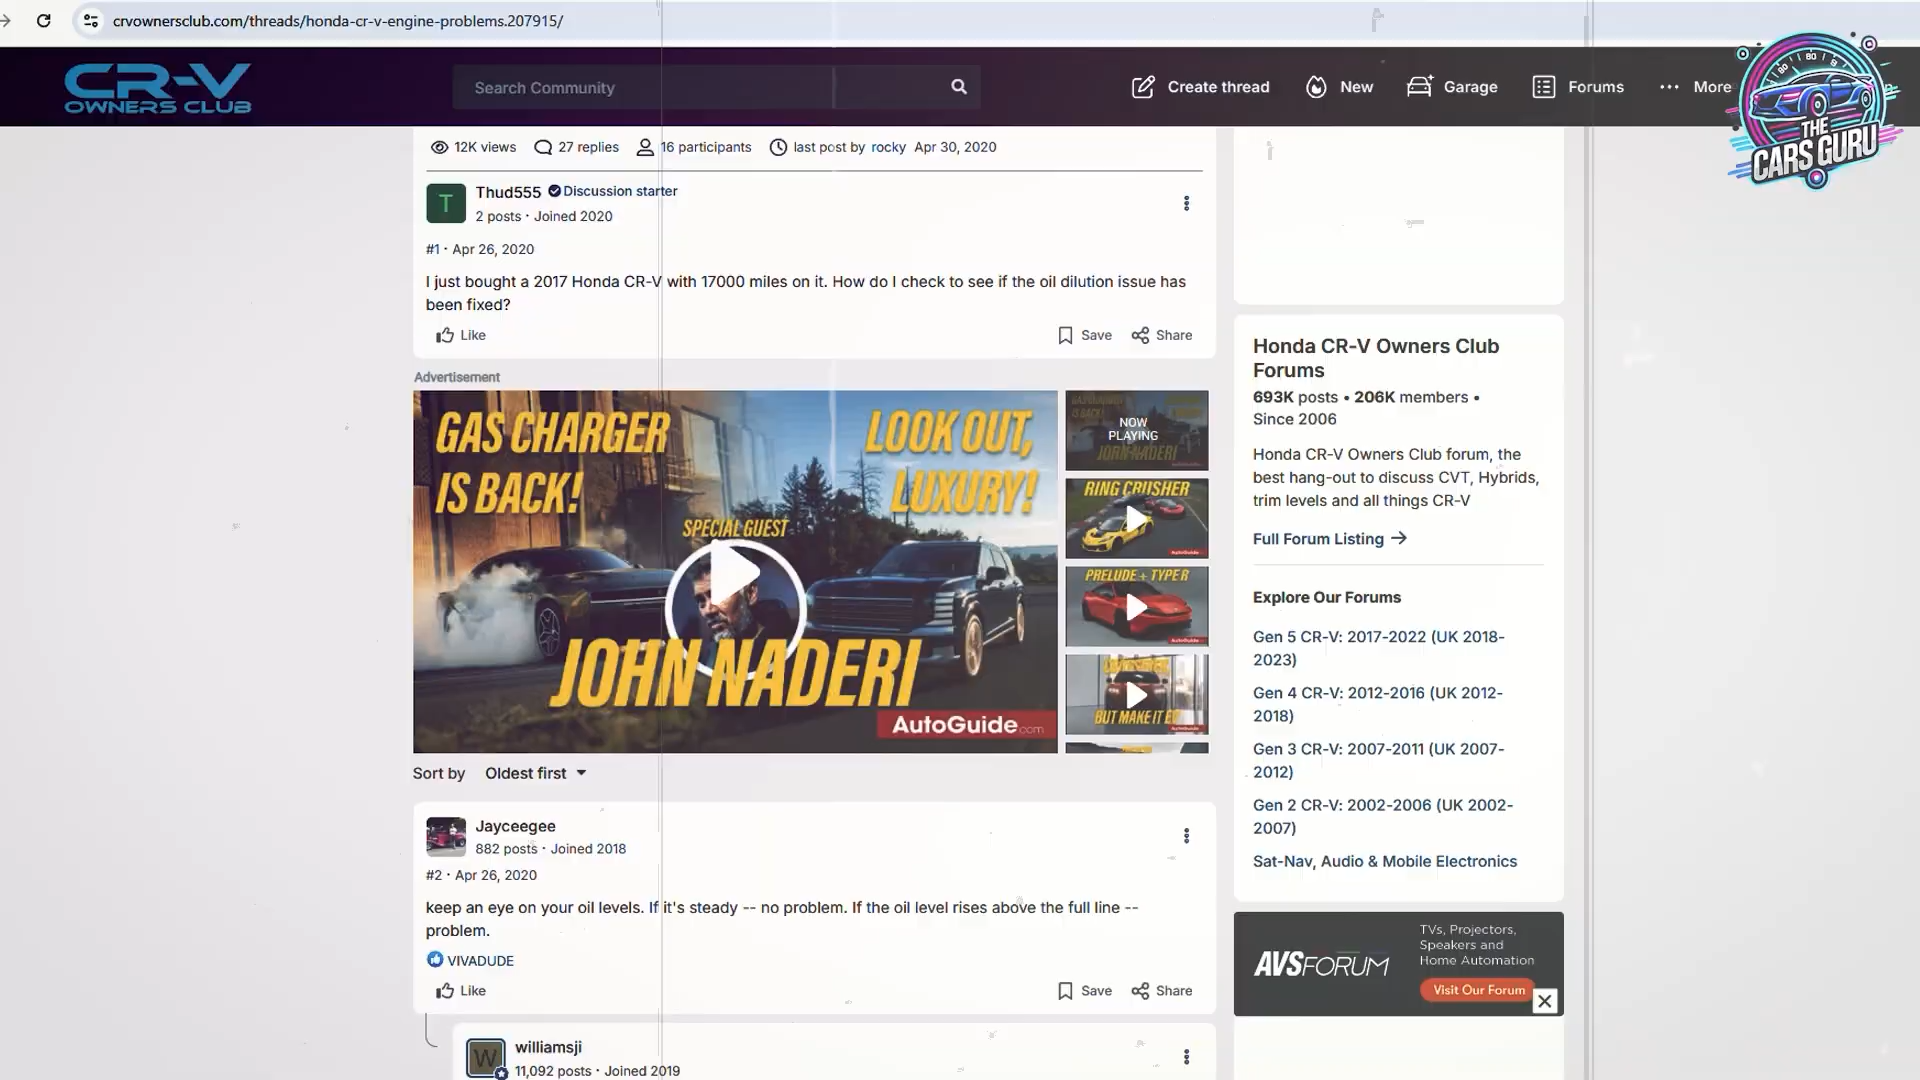 crvownersclub.com/threads/honda-cr-v-engine-problems.207915/
CR-V
OWNERS CLUB
Search Community
Create thread
New
Garage
Forums
More
THE
CARS GURU
12K views
27 replies
16 participants
last post by rocky Apr 30, 2020
T
Thud555 Discussion starter
2 posts · Joined 2020
#1 · Apr 26, 2020
I just bought a 2017 Honda CR-V with 17000 miles on it. How do I check to see if the oil dilution issue has
been fixed?
Like
Save
Share
Advertisement
GAS CHARGER
IS BACK!
LOOK OUT,
LUXURY!
SPECIAL GUEST
JOHN NADERI
AutoGuide.com
NOW
PLAYING
JOHN NADERI
RING CRUSHER
AutoGuide
PRELUDE + TYPE R
AutoGuide
BUT MAKE IT EV
Sort by Oldest first
Jayceegee
882 posts · Joined 2018
#2 · Apr 26, 2020
keep an eye on your oil levels. If it's steady -- no problem. If the oil level rises above the full line --
problem.
VIVADUDE
Like
Save
Share
W
williamsji
11,092 posts · Joined 2019
Honda CR-V Owners Club
Forums
693K posts • 206K members •
Since 2006
Honda CR-V Owners Club forum, the
best hang-out to discuss CVT, Hybrids,
trim levels and all things CR-V
Full Forum Listing
Explore Our Forums
Gen 5 CR-V: 2017-2022 (UK 2018-
2023)
Gen 4 CR-V: 2012-2016 (UK 2012-
2018)
Gen 3 CR-V: 2007-2011 (UK 2007-
2012)
Gen 2 CR-V: 2002-2006 (UK 2002-
2007)
Sat-Nav, Audio & Mobile Electronics
AVSFORUM
TVs, Projectors,
Speakers and
Home Automation
Visit Our Forum